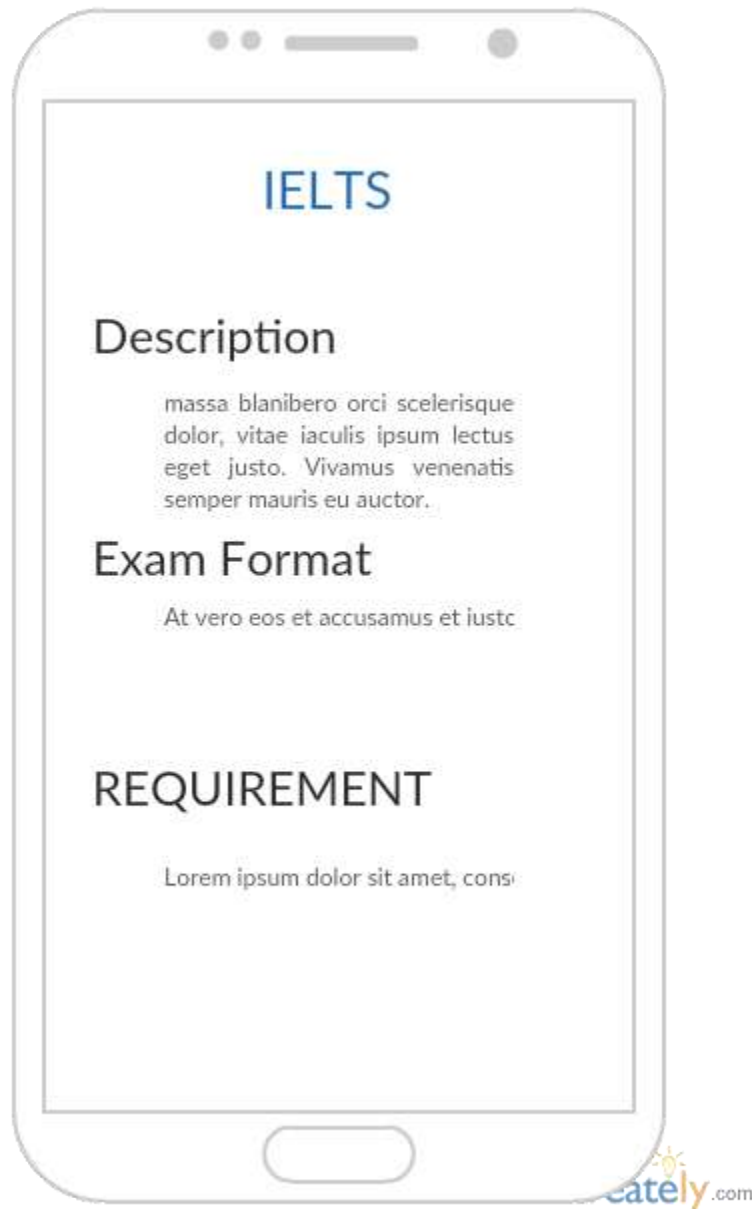 IELTS
Description
massa blanibero orci scelerisque
dolor, vitae iaculis ipsum lectus
eget justo. Vivamus venenatis
semper mauris eu auctor.
Exam Format
At vero eos et accusamus et iusto
REQUIREMENT
Lorem ipsum dolor sit amet, cons
eately.com